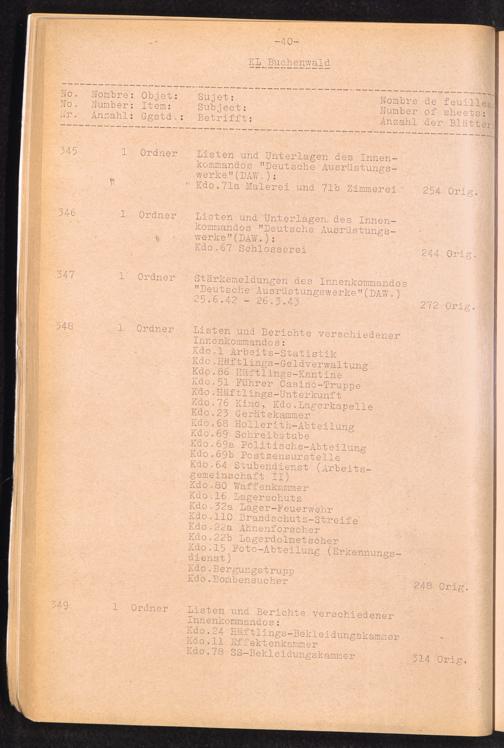 -40-
KL Buchenwald
No. Nombre: Objet: Sujet: Nombre de feuilles
No. Number: Item: Subject: Number of sheets:
Nr. Anzahl: Ggstd.: Betrifft: Anzahl der Blätter
345 1 Ordner Listen und Unterlagen des Innen-
kommandos "Deutsche Ausrüstungs-
werke"(DAW.):
Kdo.71a Malerei und 71b Zimmerei 254 Orig.
346 1 Ordner Listen und Unterlagen des Innen-
kommandos "Deutsche Ausrüstungs-
werke"(DAW.):
Kdo.67 Schlosserei 244 Orig.
347 1 Ordner Stärkemeldungen des Innenkommandos
"Deutsche Ausrüstungswerke"(DAW.)
25.6.42 - 26.3.43 272 Orig.
348 1 Ordner Listen und Berichte verschiedener
Innenkommandos:
Kdo.1 Arbeits-Statistik
Kdo.Häftlings-Geldverwaltung
Kdo.86 Häftlings-Kantine
Kdo.51 Führer Casino-Truppe
Kdo.Häftlings-Unterkunft
Kdo.76 Kino, Kdo.Lagerkapelle
Kdo.23 Gerätekammer
Kdo.68 Hollerith-Abteilung
Kdo.69 Schreibstube
Kdo.69a Politische-Abteilung
Kdo.69b Postzensurstelle
Kdo.64 Stubendienst (Arbeits-
gemeinschaft II)
Kdo.80 Waffenkammer
Kdo.16 Lagerschutz
Kdo.32a Lager-Feuerwehr
Kdo.110 Brandschutz-Streife
Kdo.22a Ahnenforscher
Kdo.22b Lagerdolmetscher
Kdo.15 Foto-Abteilung (Erkennungs-
dienst)
Kdo.Bergungstrupp
Kdo.Bombensucher 248 Orig.
349 1 Ordner Listen und Berichte verschiedener
Innenkommandos:
Kdo.24 Häftlings-Bekleidungskammer
Kdo.11 Effektenkammer
Kdo.78 SS-Bekleidungskammer 314 Orig.